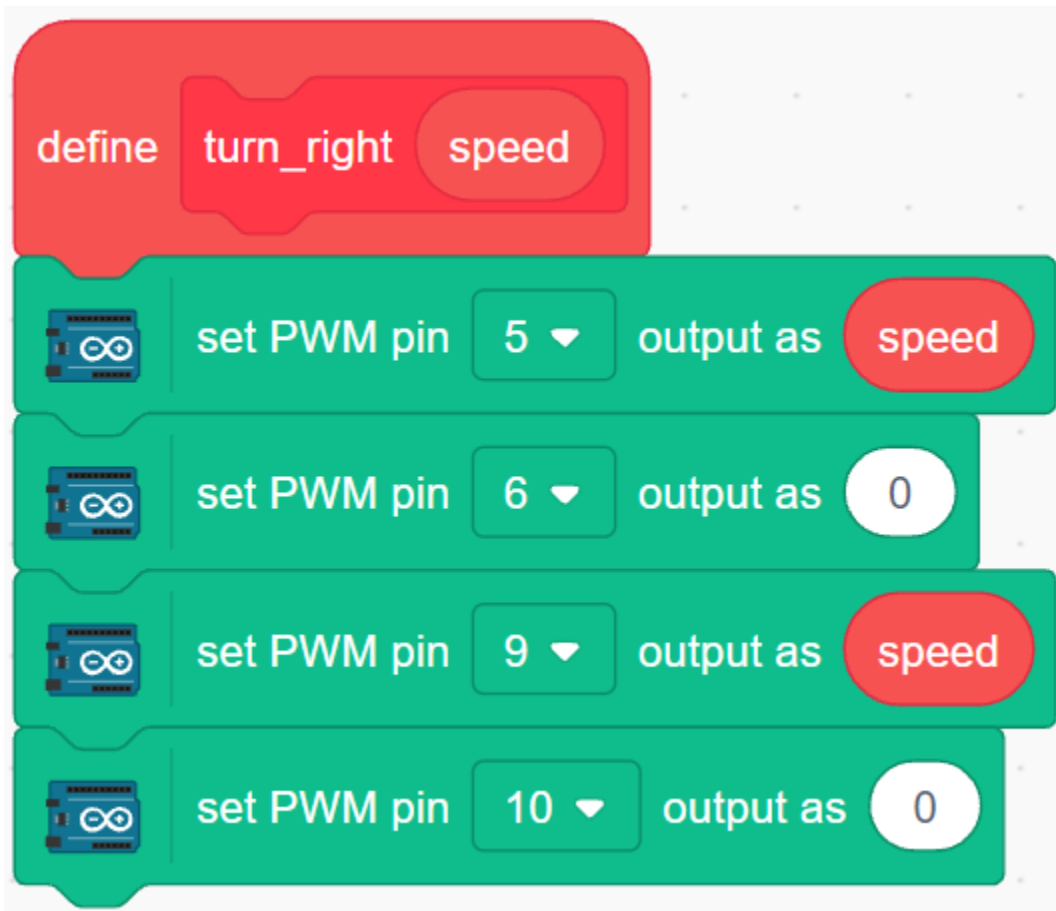 define turn_right speed
set PWM pin 5 output as speed
set PWM pin 6 output as 0
set PWM pin 9 output as speed
set PWM pin 10 output as 0